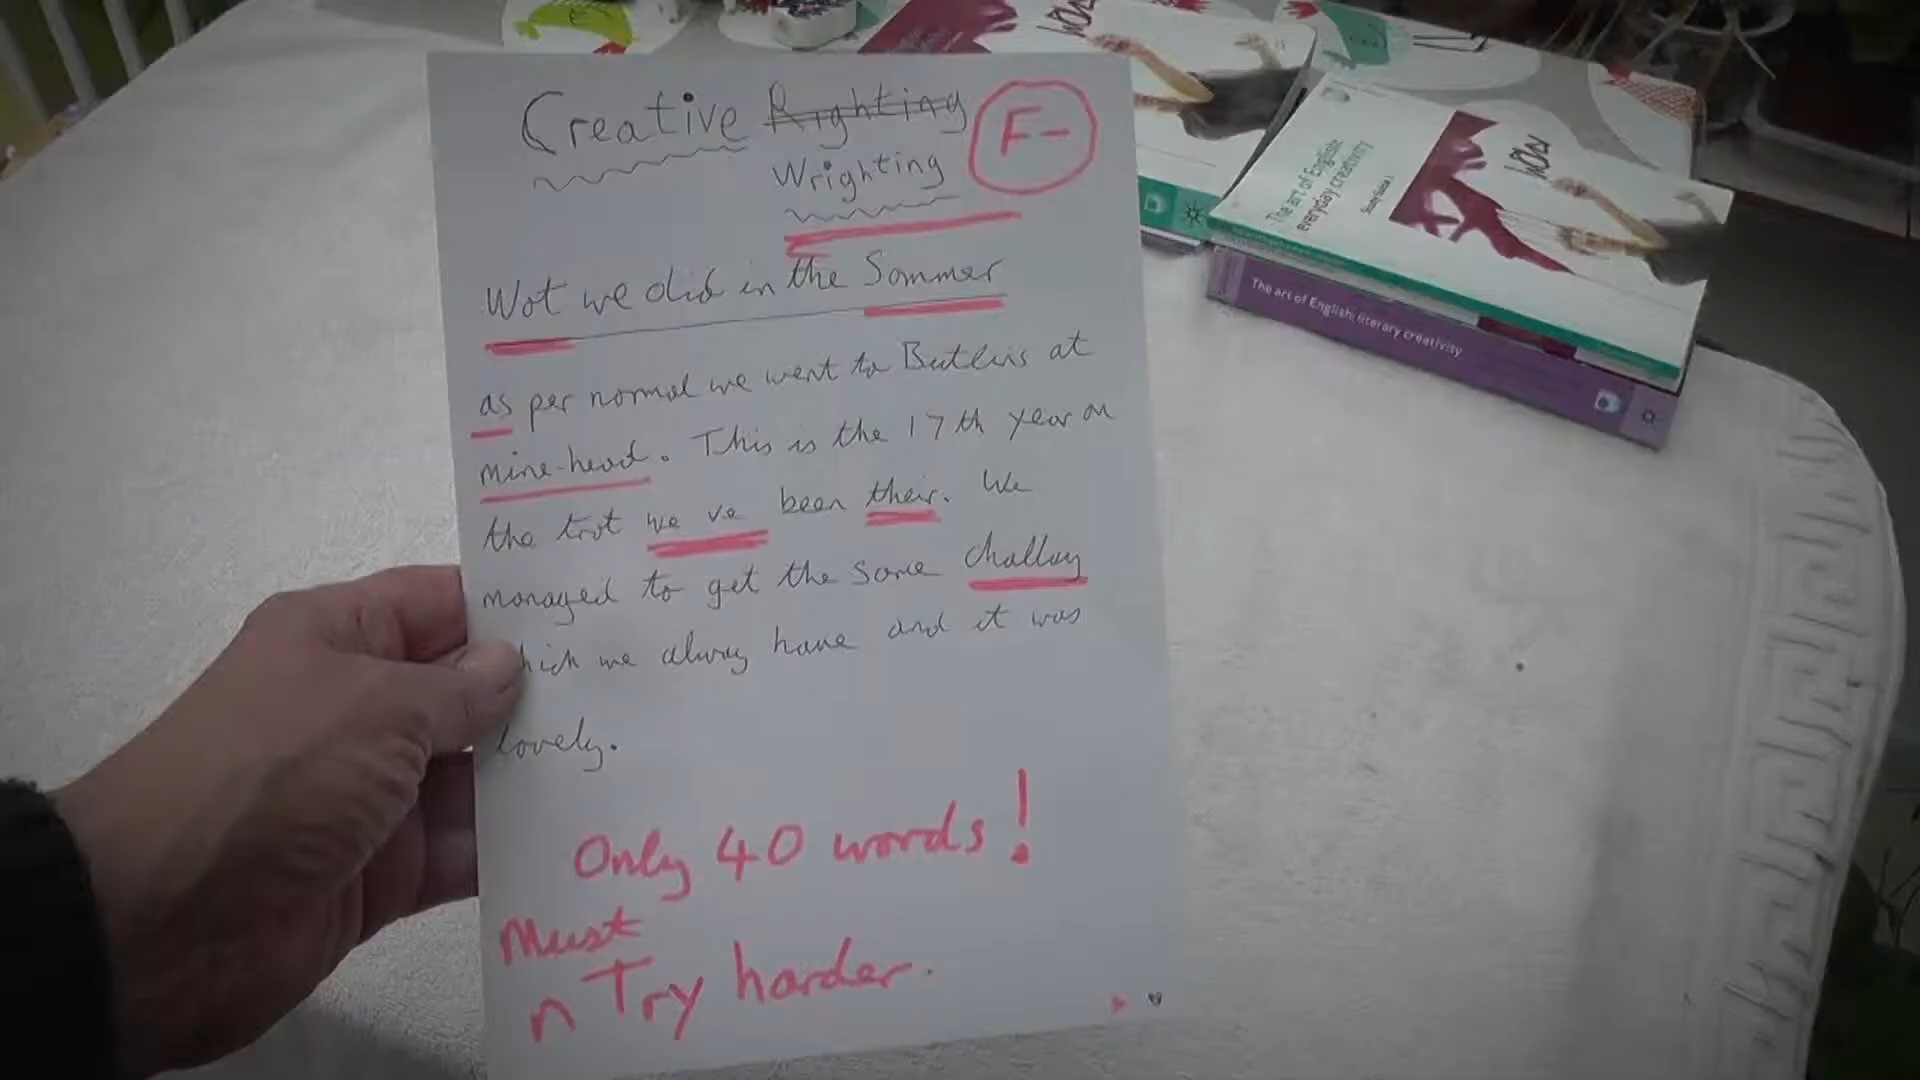 Creative Righting
Wrighting
F-
Wot we did in the Sommer
as per normal we went to Butlins at
mine-head. This is the 17th year on
the trot we ve been their. We
managed to get the same challay
which we alway have and it was
lovely.
Only 40 words!
Must
n Try harder.
The art of English:
everyday creativity
The art of English: literary creativity